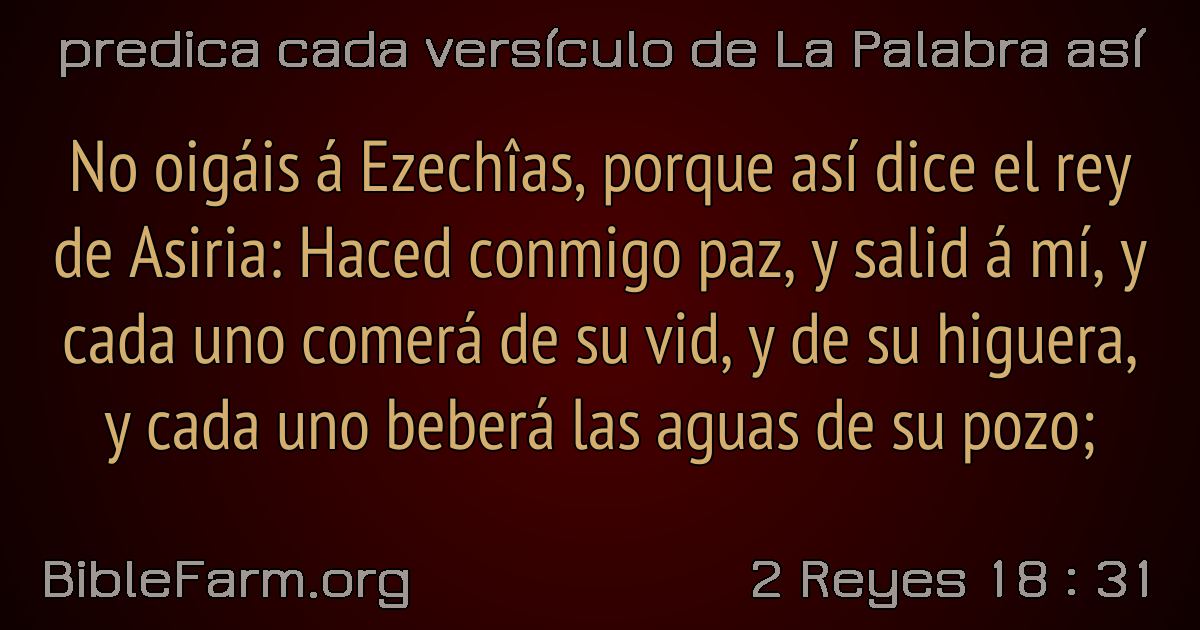 predica cada versículo de La Palabra así
No oigáis á Ezechîas, porque así dice el rey
de Asiria: Haced conmigo paz, y salid á mí, y
cada uno comerá de su vid, y de su higuera,
y cada uno beberá las aguas de su pozo;
BibleFarm.org
2 Reyes 18 : 31